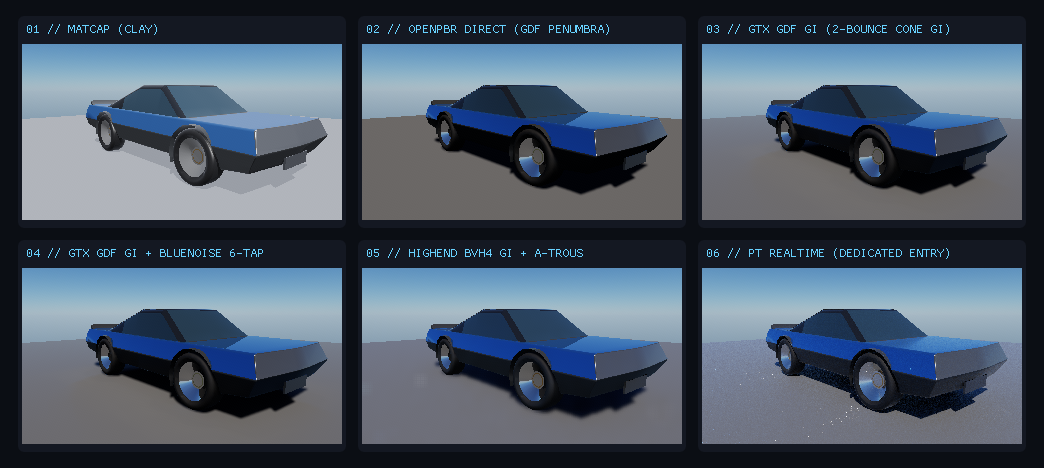 01 // MATCAP (CLAY)
02 // OPENPBR DIRECT (GDF PENUMBRA)
03 // GTX GDF GI (2-BOUNCE CONE GI)
04 // GTX GDF GI + BLUENOISE 6-TAP
05 // HIGHEND BVH4 GI + A-TROUS
06 // PT REALTIME (DEDICATED ENTRY)